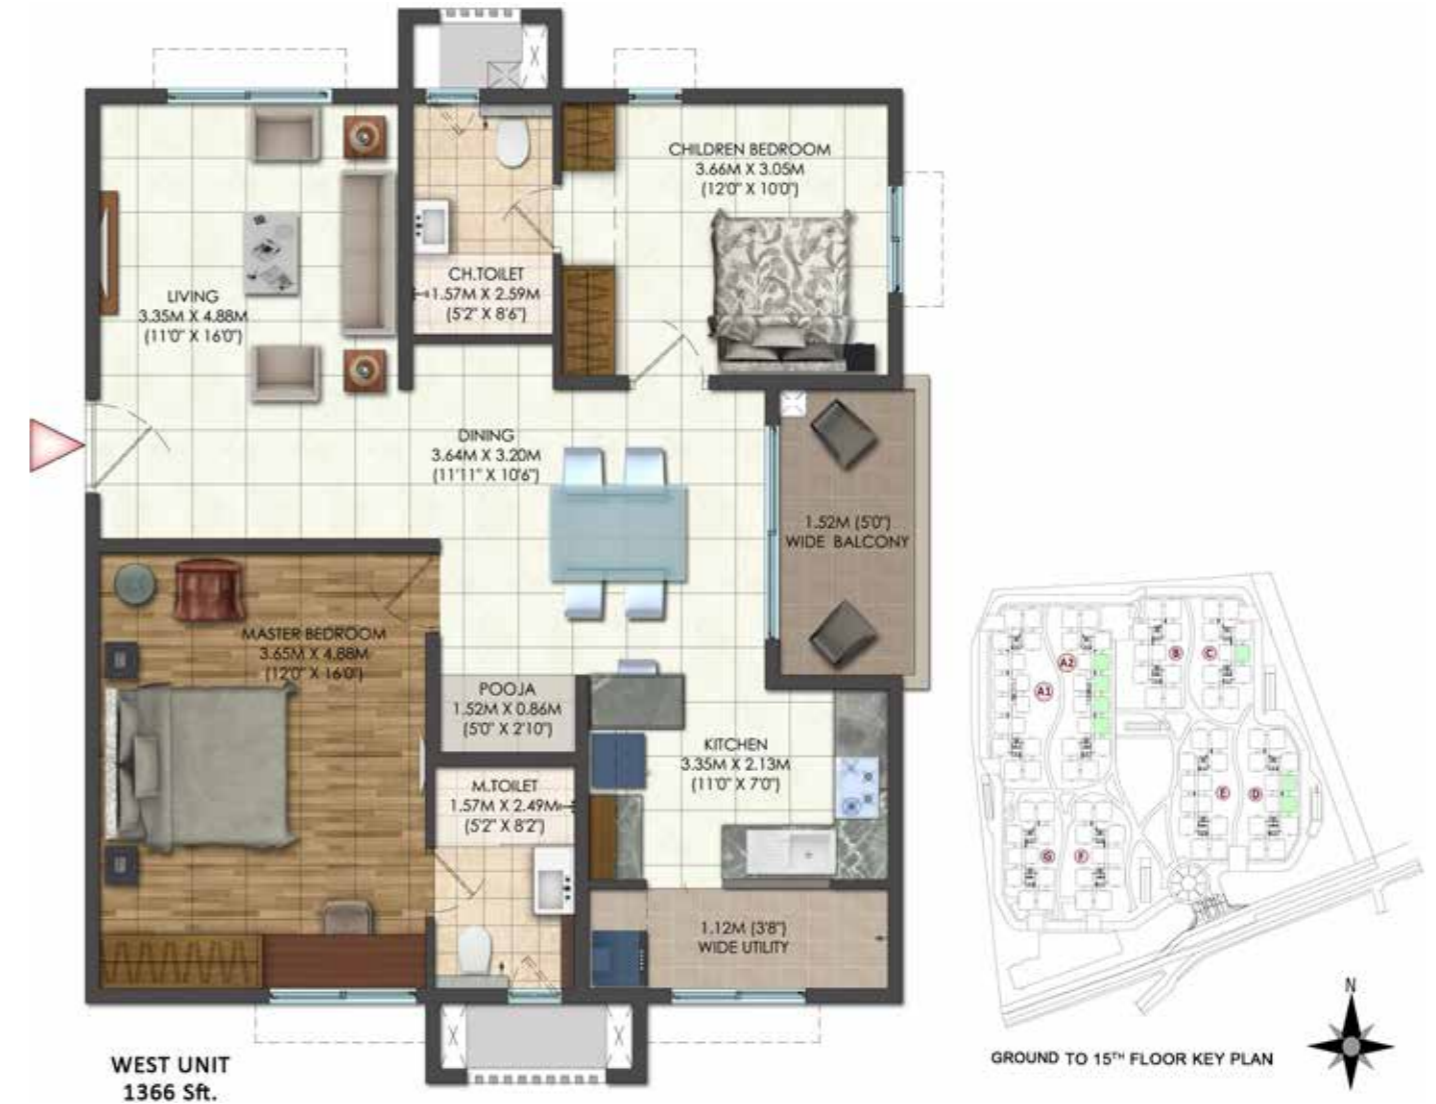 CHILDREN BEDROOM
3.66M X 3.05M
(12'0" X 10'0")
CH.TOILET
1.57M X 2.59M
(5'2" X 8'6")
LIVING
3.35M X 4.88M
(11'0" X 16'0")
DINING
3.64M X 3.20M
(11'11" X 10'6")
1.52M (5'0")
WIDE BALCONY
MASTER BEDROOM
3.65M X 4.88M
(12'0" X 16'0")
POOJA
1.52M X 0.86M
(5'0" X 2'10")
KITCHEN
3.35M X 2.13M
(11'0" X 7'0")
M.TOILET
1.57M X 2.49M
(5'2" X 8'2")
1.12M (3'8")
WIDE UTILITY
B
C
A2
A1
E
D
G
F
N
GROUND TO 15TH FLOOR KEY PLAN
WEST UNIT
1366 Sft.